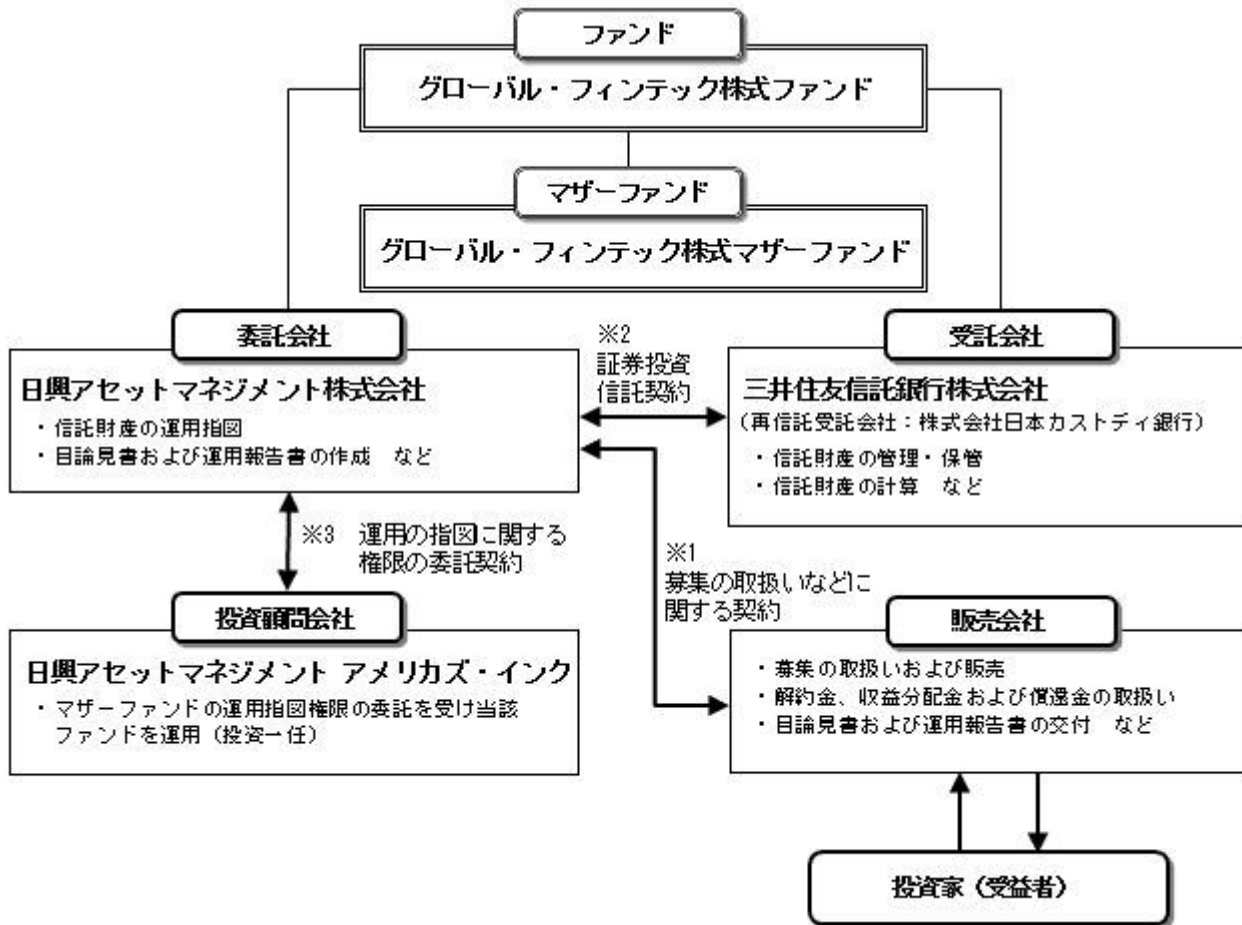 ファンド
グローバル・フィンテック株式ファンド
マザーファンド
グローバル・フィンテック株式マザーファンド
委託会社
日興アセットマネジメント株式会社
・信託財産の運用指図
・目論見書および運用報告書の作成 など
※2
証券投資
信託契約
受託会社
三井住友信託銀行株式会社
(再信託受託会社:株式会社日本カストディ銀行)
・信託財産の管理・保管
・信託財産の計算 など
※3 運用の指図に関する
権限の委託契約
※1
募集の取扱いなどに
関する契約
投資顧問会社
日興アセットマネジメント アメリカズ・インク
・マザーファンドの運用指図権限の委託を受け当該
ファンドを運用(投資一任)
販売会社
・募集の取扱いおよび販売
・解約金、収益分配金および償還金の取扱い
・目論見書および運用報告書の交付 など
投資家(受益者)